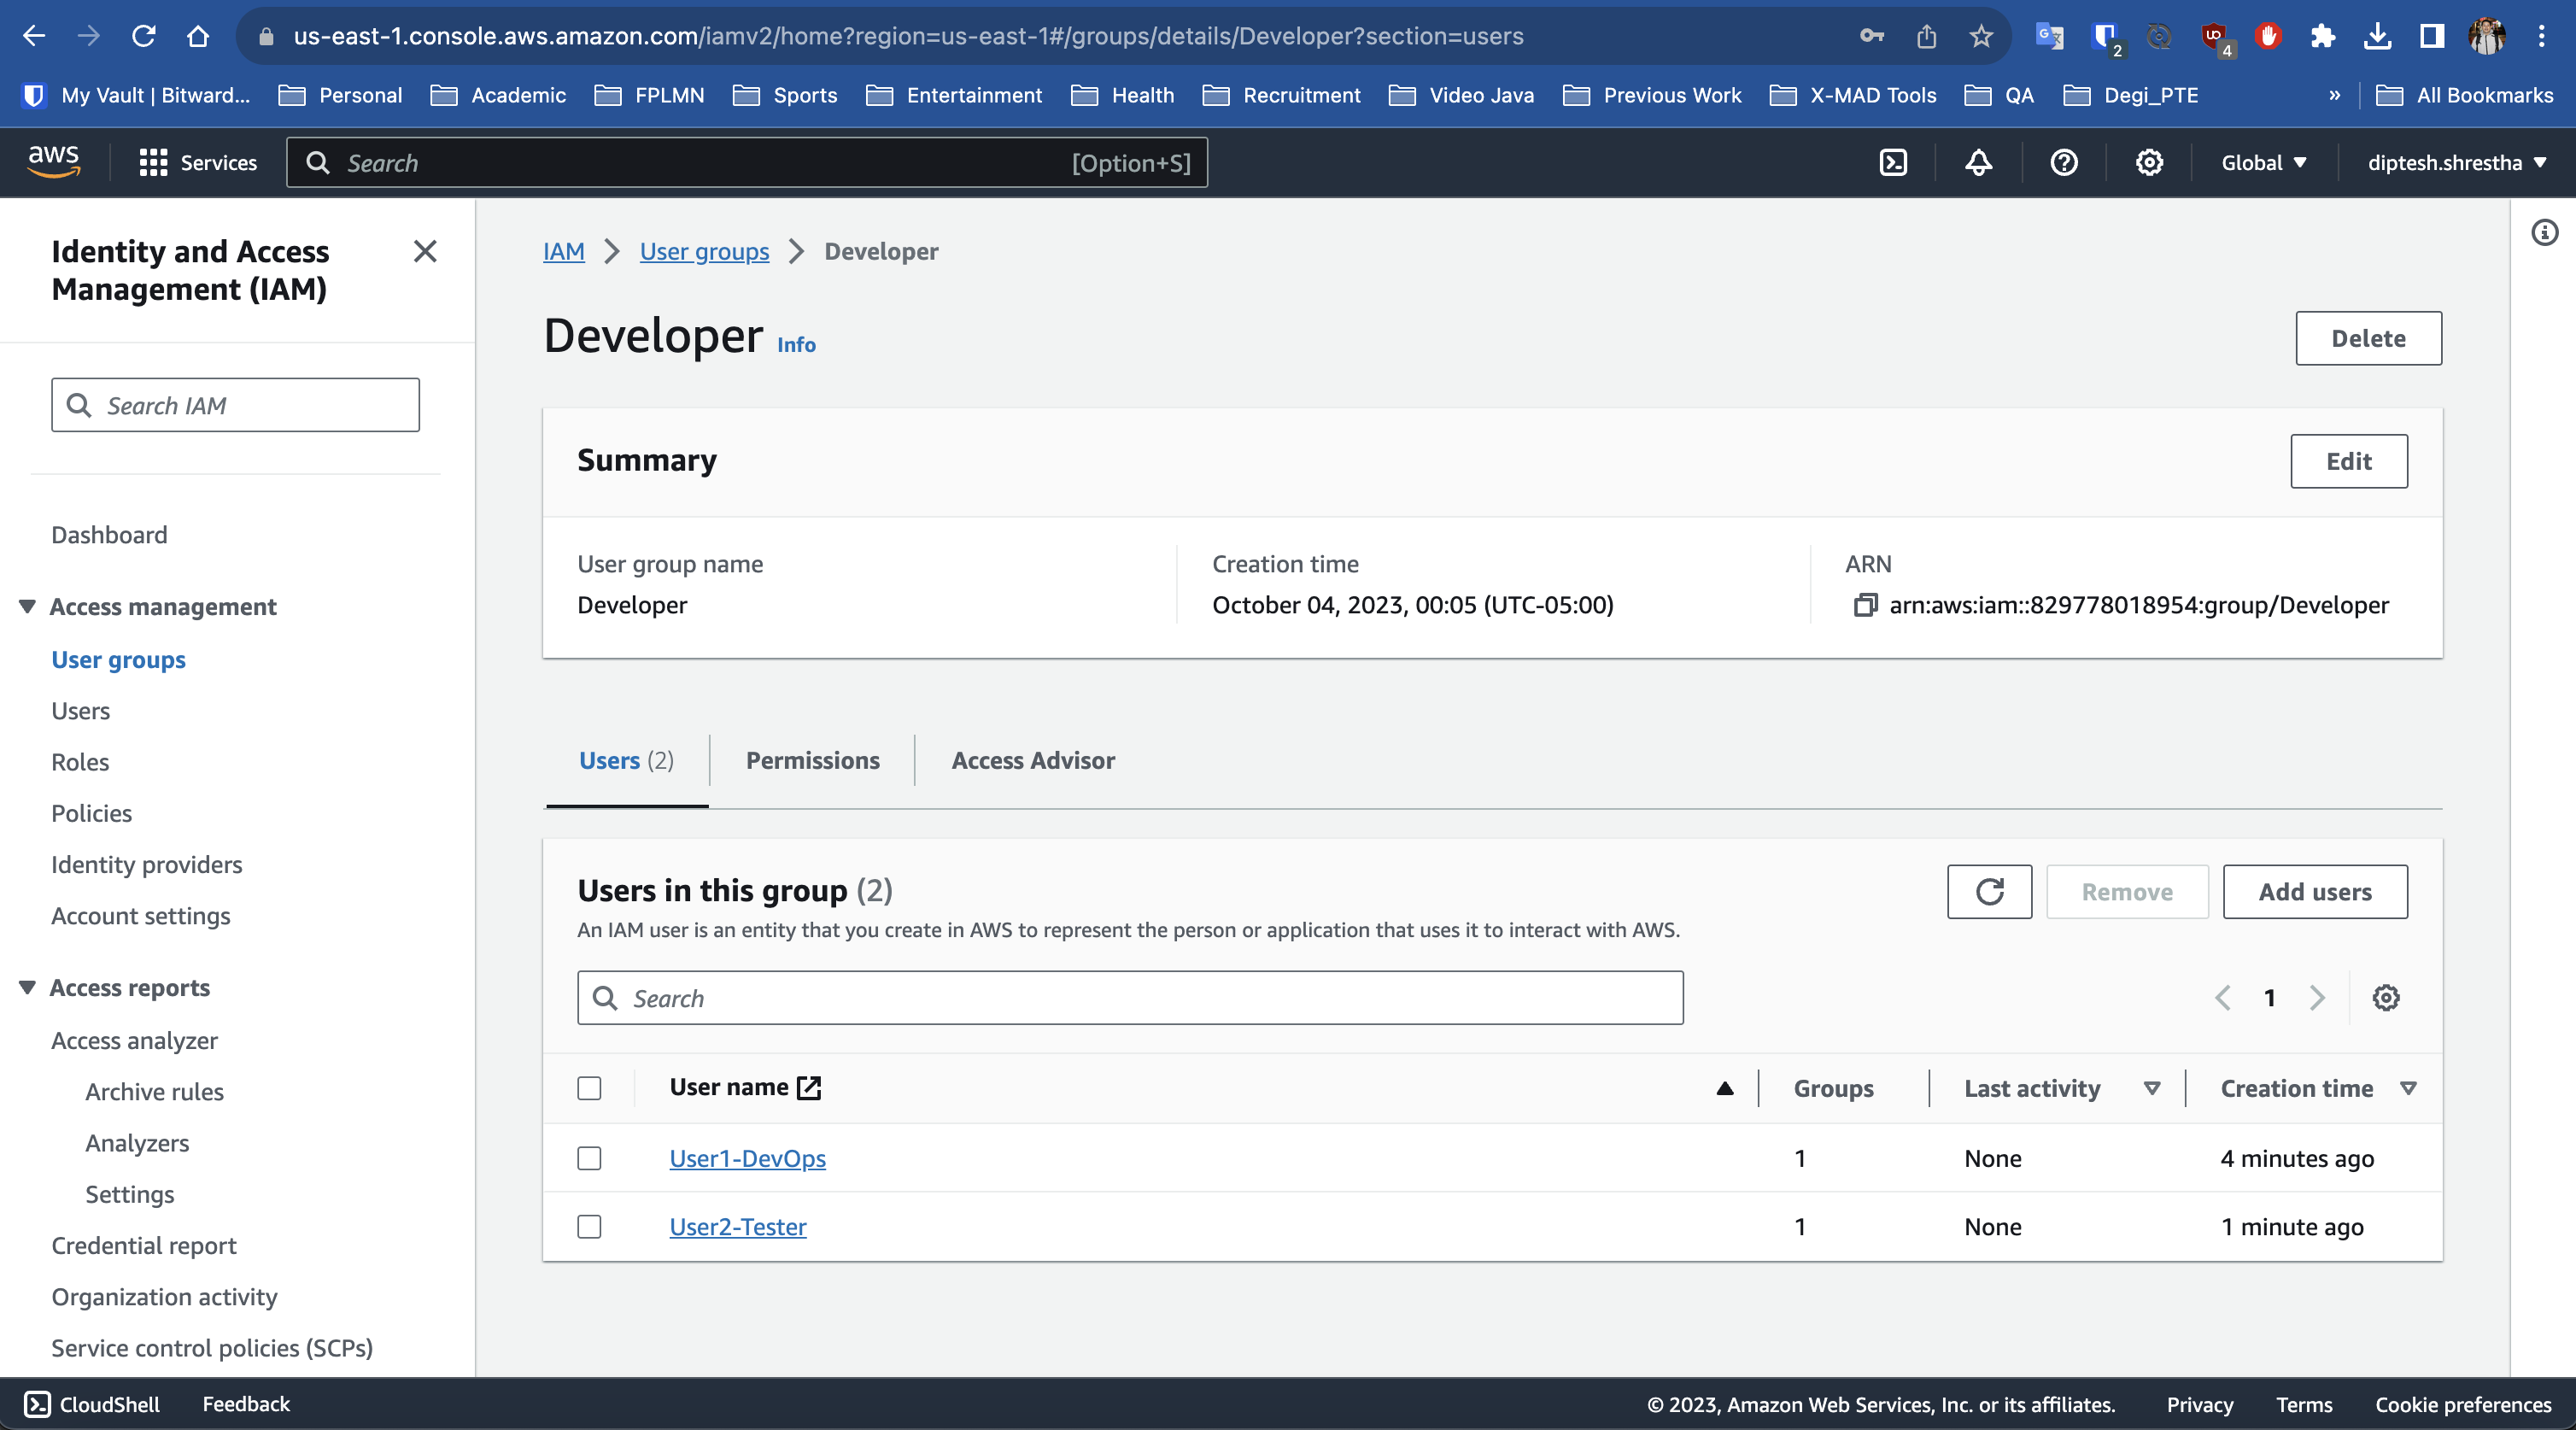 us-east-1.console.aws.amazon.com/iamv2/home?region=us-east-1#/groups/details/Developer?section=users
2
4
My Vault | Bitward...
Personal
Academic
FPLMN
Sports
Entertainment
Health
Recruitment
Video Java
Previous Work
X-MAD Tools
QA
Degi_PTE
»
All Bookmarks
aws
Services
Search
[Option+S]
Global
diptesh.shrestha
Identity and Access
Management (IAM)
Search IAM
Dashboard
Access management
User groups
Users
Roles
Policies
Identity providers
Account settings
Access reports
Access analyzer
Archive rules
Analyzers
Settings
Credential report
Organization activity
Service control policies (SCPs)
IAM > User groups > Developer
Developer Info
Delete
Summary
Edit
User group name
Developer
Creation time
October 04, 2023, 00:05 (UTC-05:00)
ARN
arn:aws:iam::829778018954:group/Developer
Users (2)
Permissions
Access Advisor
Users in this group (2)
An IAM user is an entity that you create in AWS to represent the person or application that uses it to interact with AWS.
Remove
Add users
Search
1
User name Groups Last activity Creation time
User1-DevOps 1 None 4 minutes ago
User2-Tester 1 None 1 minute ago
CloudShell
Feedback
© 2023, Amazon Web Services, Inc. or its affiliates.
Privacy
Terms
Cookie preferences